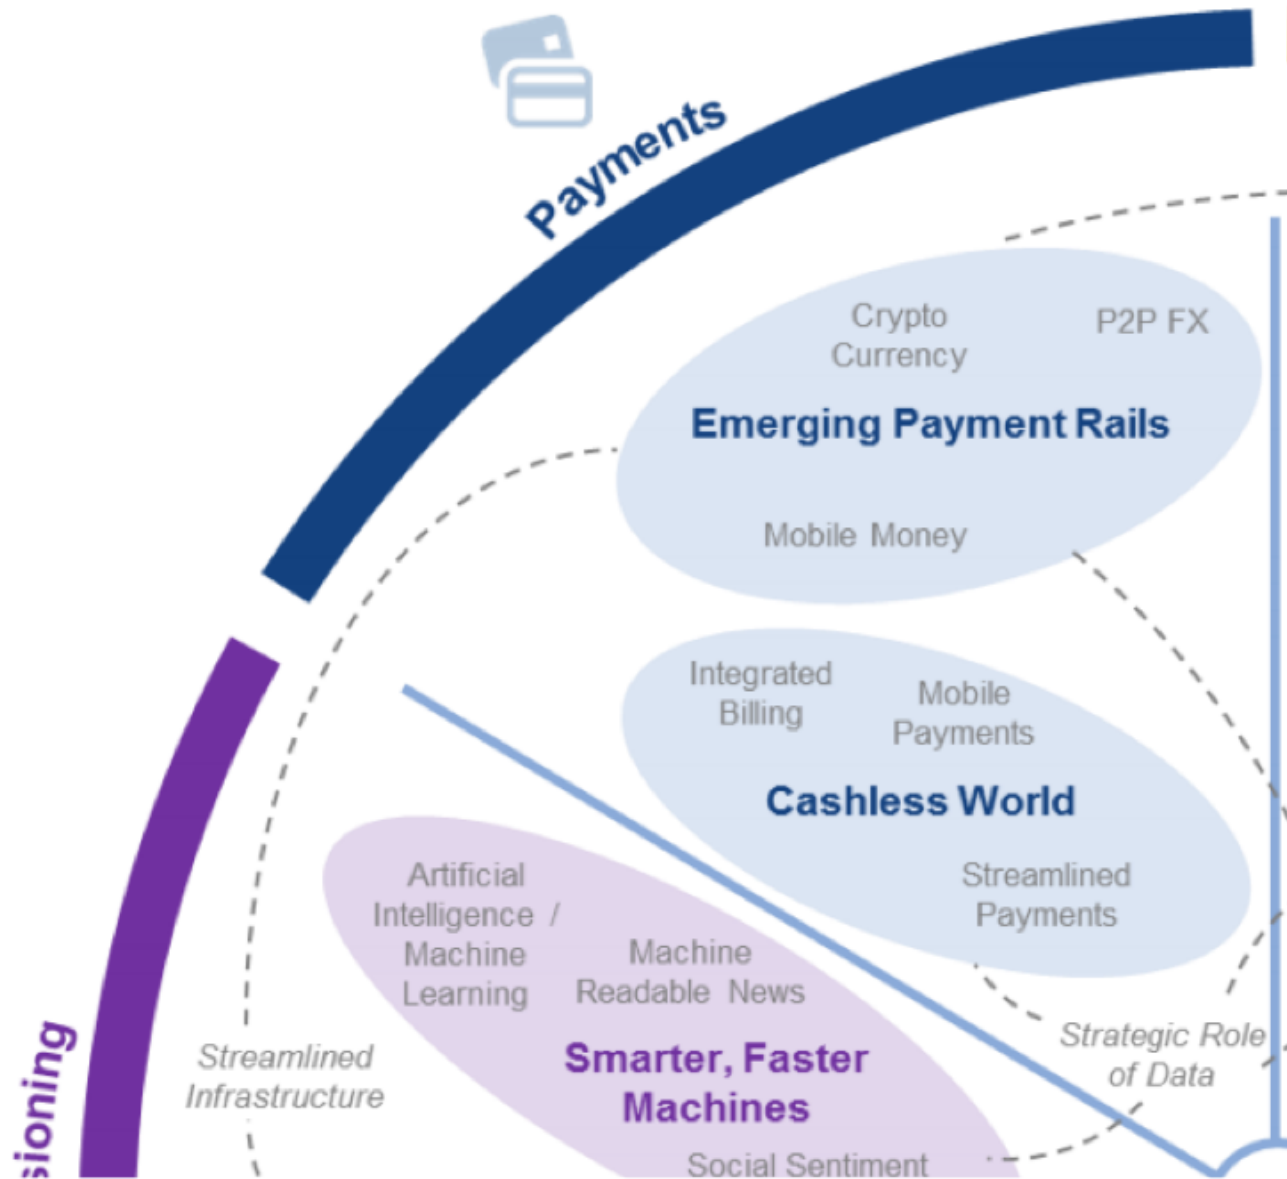 Payments
Crypto
Currency
P2P FX
Emerging Payment Rails
Mobile Money
Integrated
Billing
Mobile
Payments
Cashless World
Streamlined
Payments
Artificial
Intelligence /
Machine
Learning
Machine
Readable News
Smarter, Faster
Machines
Social Sentiment
Strategic Role
of Data
Streamlined
Infrastructure
sioning